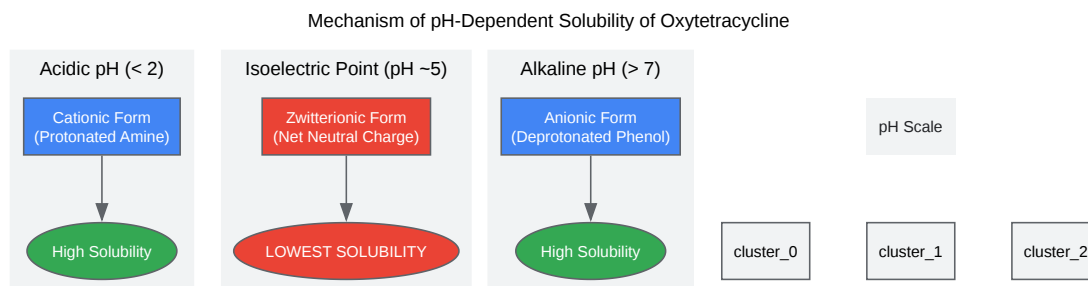 Mechanism of pH-Dependent Solubility of Oxytetracycline
Acidic pH (< 2)
Isoelectric Point (pH ~5)
Alkaline pH (> 7)
Cationic Form
(Protonated Amine)
Zwitterionic Form
(Net Neutral Charge)
Anionic Form
(Deprotonated Phenol)
pH Scale
High Solubility
LOWEST SOLUBILITY
High Solubility
cluster_0
cluster_1
cluster_2